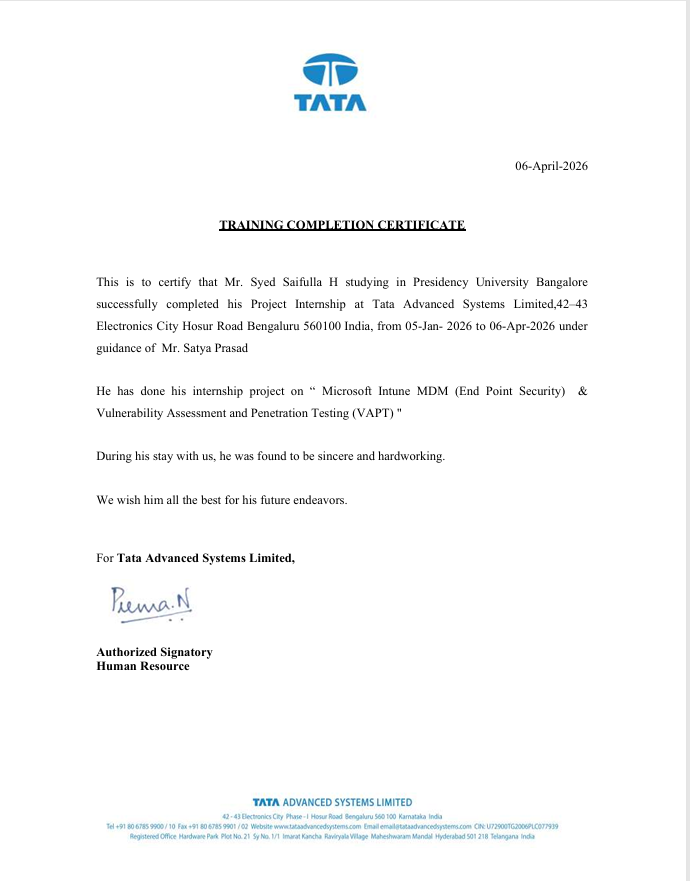 TATA
06-April-2026
TRAINING COMPLETION CERTIFICATE
This is to certify that Mr. Syed Saifulla H studying in Presidency University Bangalore
successfully completed his Project Internship at Tata Advanced Systems Limited,42–43
Electronics City Hosur Road Bengaluru 560100 India, from 05-Jan- 2026 to 06-Apr-2026 under
guidance of  Mr. Satya Prasad
He has done his internship project on “ Microsoft Intune MDM (End Point Security)  &
Vulnerability Assessment and Penetration Testing (VAPT) "
During his stay with us, he was found to be sincere and hardworking.
We wish him all the best for his future endeavors.
For Tata Advanced Systems Limited,
Prema.N
Authorized Signatory
Human Resource
TATA ADVANCED SYSTEMS LIMITED
42 - 43 Electronics City  Phase - I  Hosur Road  Bengaluru 560 100  Karnataka  India
Tel +91 80 6785 9900 / 10  Fax +91 80 6785 9901 / 02  Website www.tataadvancedsystems.com  Email email@tataadvancedsystems.com  CIN: U72900TG2006PLC077939
Registered Office  Hardware Park  Plot No. 21  Sy No. 1/1  Imarat Kancha  Raviryala Village  Maheshwaram Mandal  Hyderabad 501 218  Telangana  India